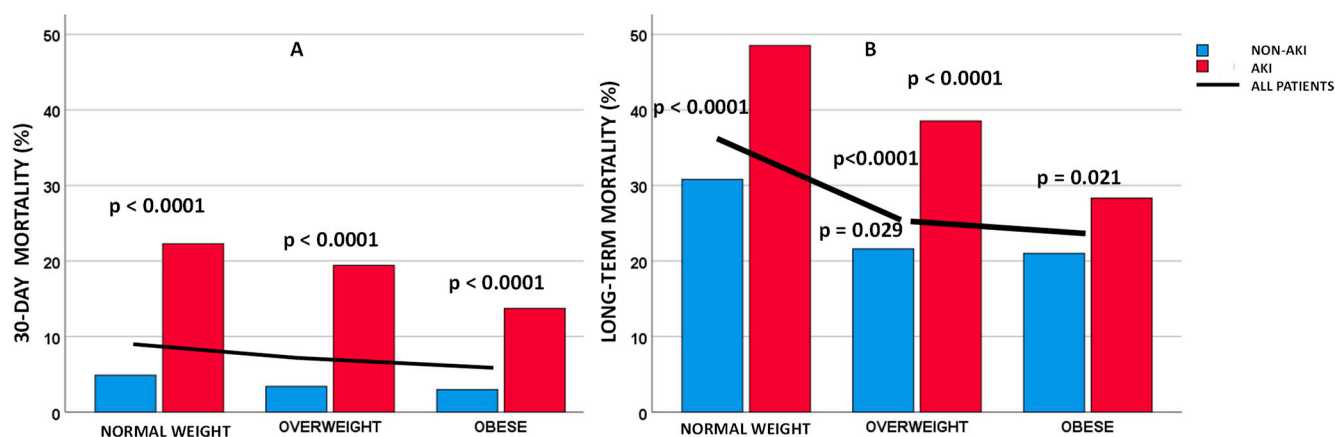 A
30-DAY MORTALITY (%)
50
40
30
20
10
0
p < 0.0001
p < 0.0001
p < 0.0001
NORMAL WEIGHT
OVERWEIGHT
OBESE
B
LONG-TERM MORTALITY (%)
50
40
30
20
10
0
p < 0.0001
p < 0.0001
p<0.0001
p = 0.029
p = 0.021
NORMAL WEIGHT
OVERWEIGHT
OBESE
NON-AKI
AKI
ALL PATIENTS